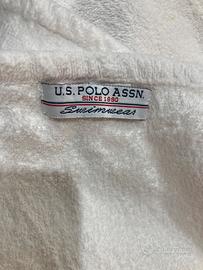 U.S. POLO ASSN.
SINCE 1890
Swimwear